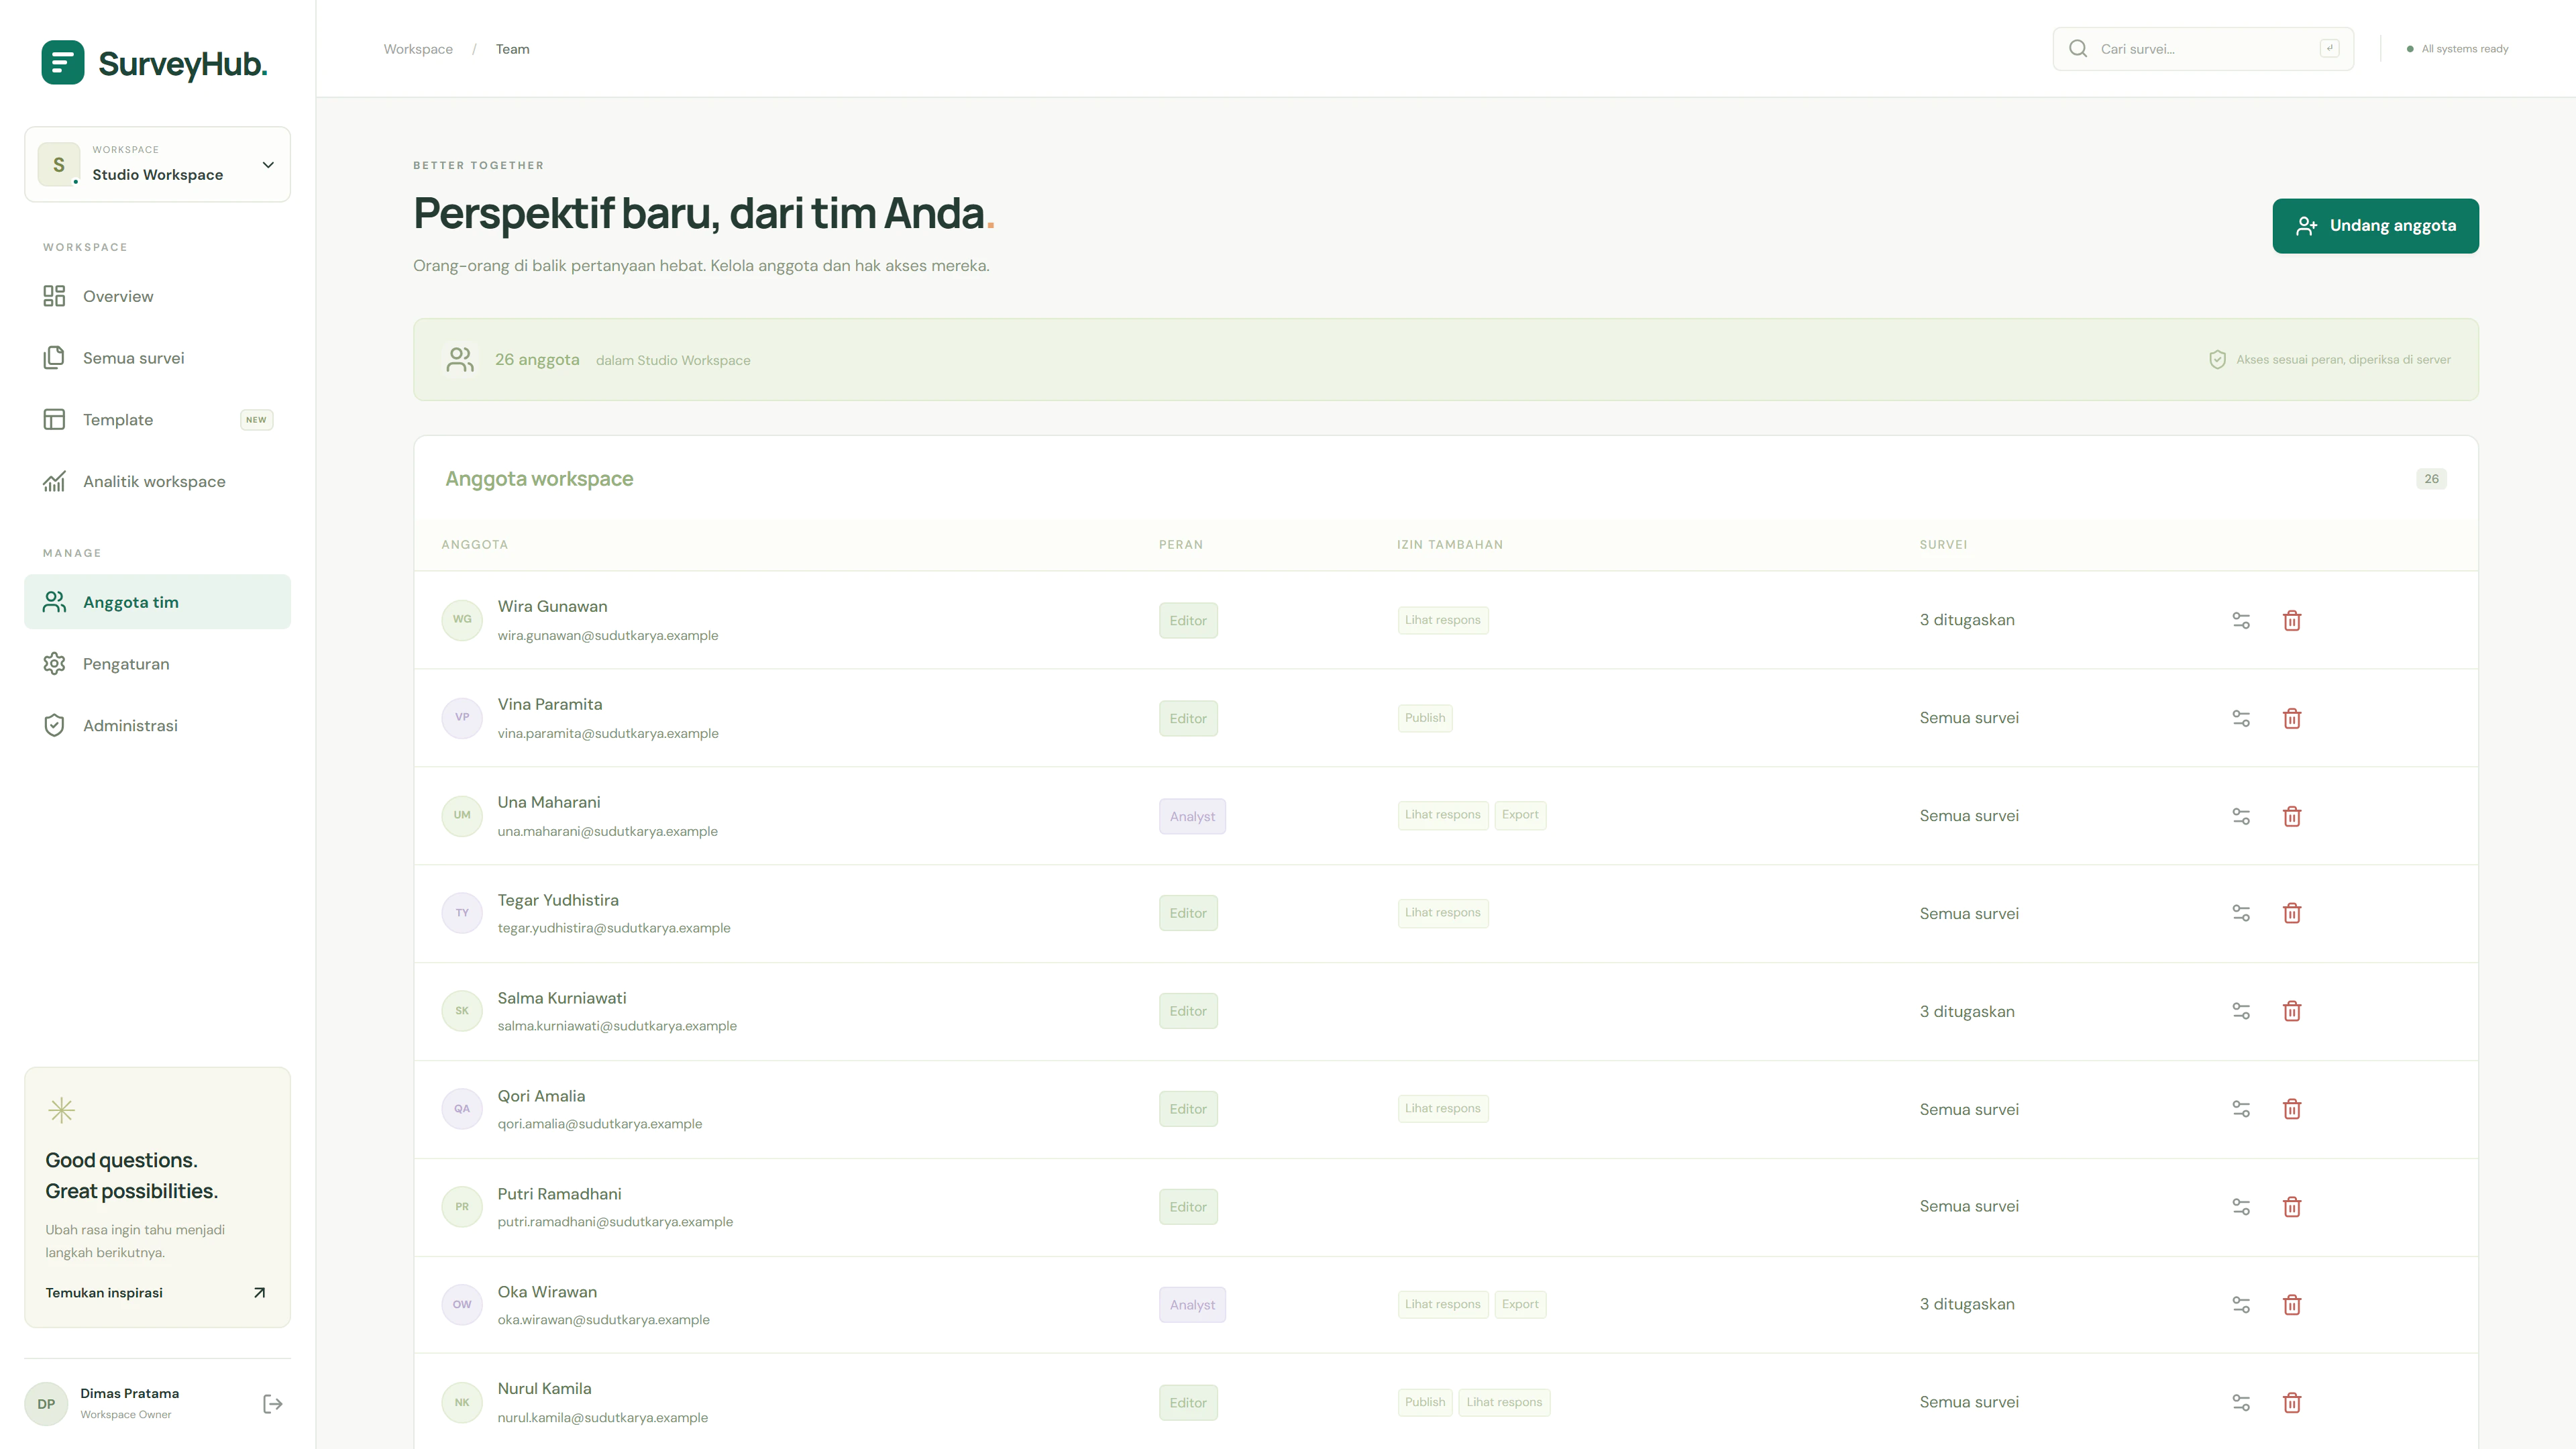 SurveyHub.
S
WORKSPACE
Studio Workspace
WORKSPACE
Overview
Semua survei
Template NEW
Analitik workspace
MANAGE
Anggota tim
Pengaturan
Administrasi
Good questions.
Great possibilities.
Ubah rasa ingin tahu menjadi
langkah berikutnya.
Temukan inspirasi
DP
Dimas Pratama
Workspace Owner
Workspace / Team
Cari survei...
All systems ready
BETTER TOGETHER
Perspektif baru, dari tim Anda.
Orang-orang di balik pertanyaan hebat. Kelola anggota dan hak akses mereka.
Undang anggota
26 anggota dalam Studio Workspace
Akses sesuai peran, diperiksa di server
Anggota workspace
26
ANGGOTA PERAN IZIN TAMBAHAN SURVEI
WG Wira Gunawan Editor Lihat respons 3 ditugaskan
wira.gunawan@sudutkarya.example
VP Vina Paramita Editor Publish Semua survei
vina.paramita@sudutkarya.example
UM Una Maharani Analyst Lihat respons Export Semua survei
una.maharani@sudutkarya.example
TY Tegar Yudhistira Editor Lihat respons Semua survei
tegar.yudhistira@sudutkarya.example
SK Salma Kurniawati Editor 3 ditugaskan
salma.kurniawati@sudutkarya.example
QA Qori Amalia Editor Lihat respons Semua survei
qori.amalia@sudutkarya.example
PR Putri Ramadhani Editor Semua survei
putri.ramadhani@sudutkarya.example
OW Oka Wirawan Analyst Lihat respons Export 3 ditugaskan
oka.wirawan@sudutkarya.example
NK Nurul Kamila Editor Publish Lihat respons Semua survei
nurul.kamila@sudutkarya.example